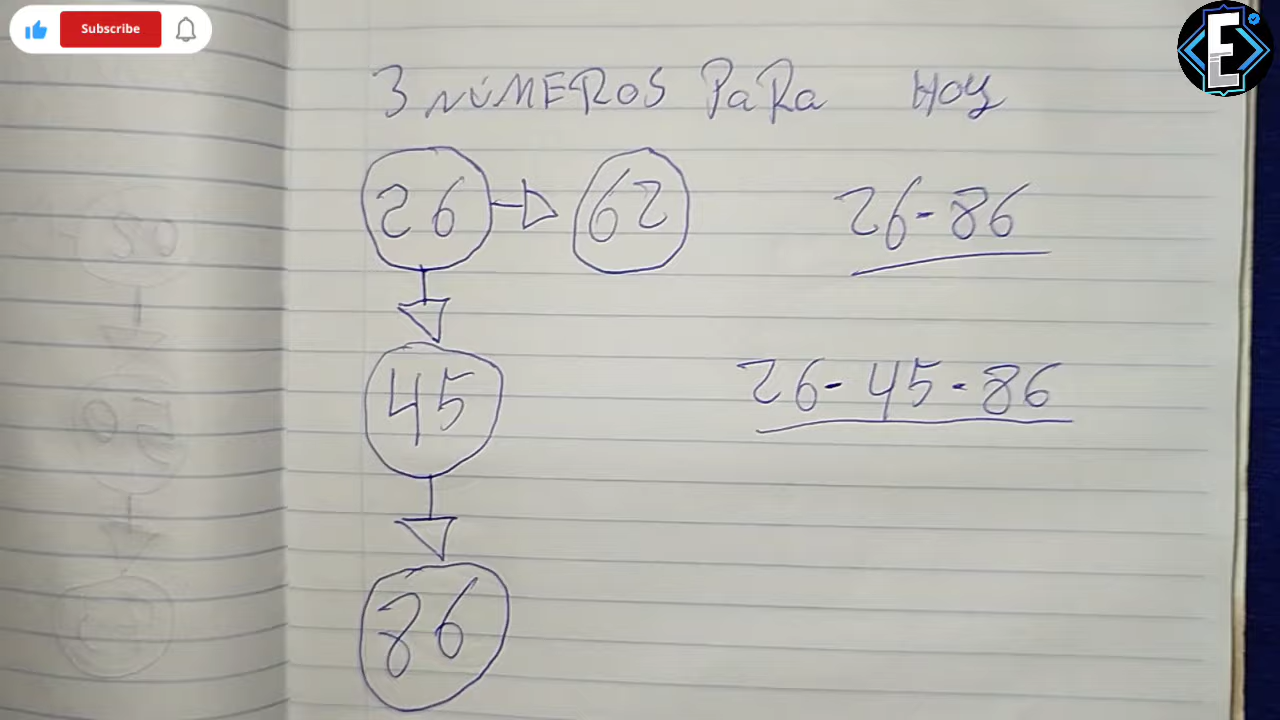 Subscribe
E
3 NÚMEROS PaRa HOY
26 62 26-86
45 26-45-86
86